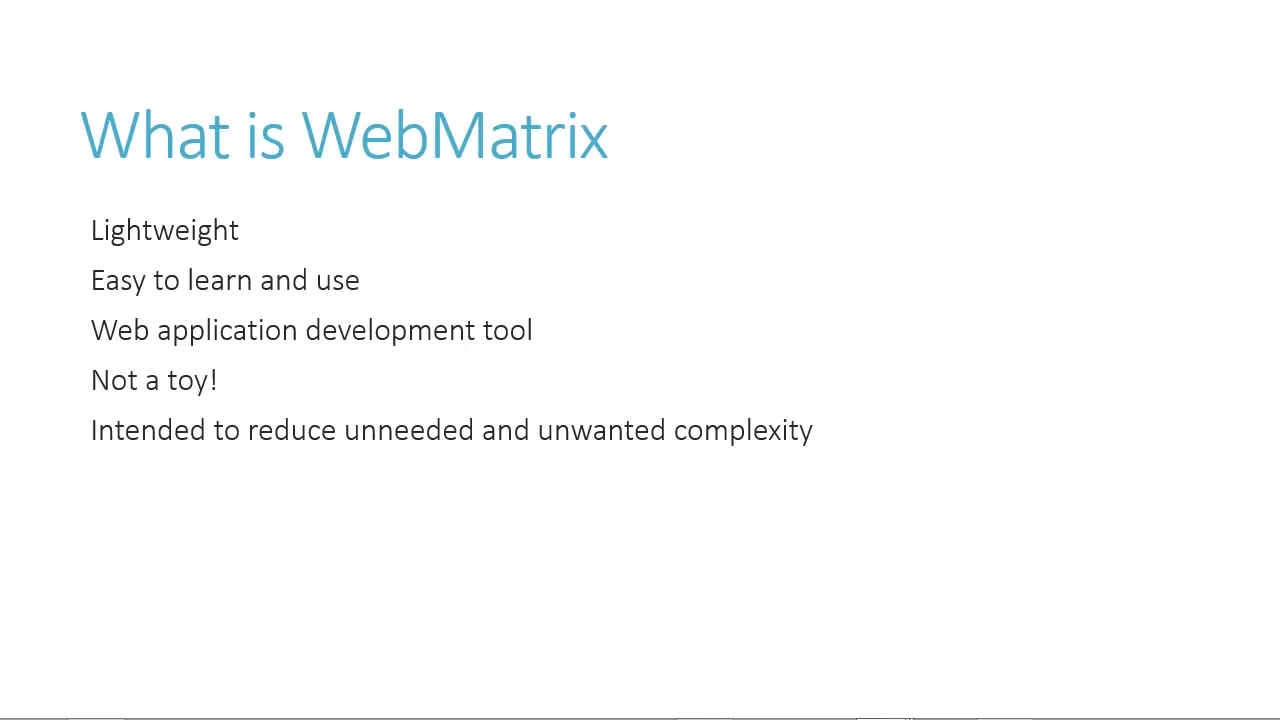 What is WebMatrix
Lightweight
Easy to learn and use
Web application development tool
Not a toy!
Intended to reduce unneeded and unwanted complexity